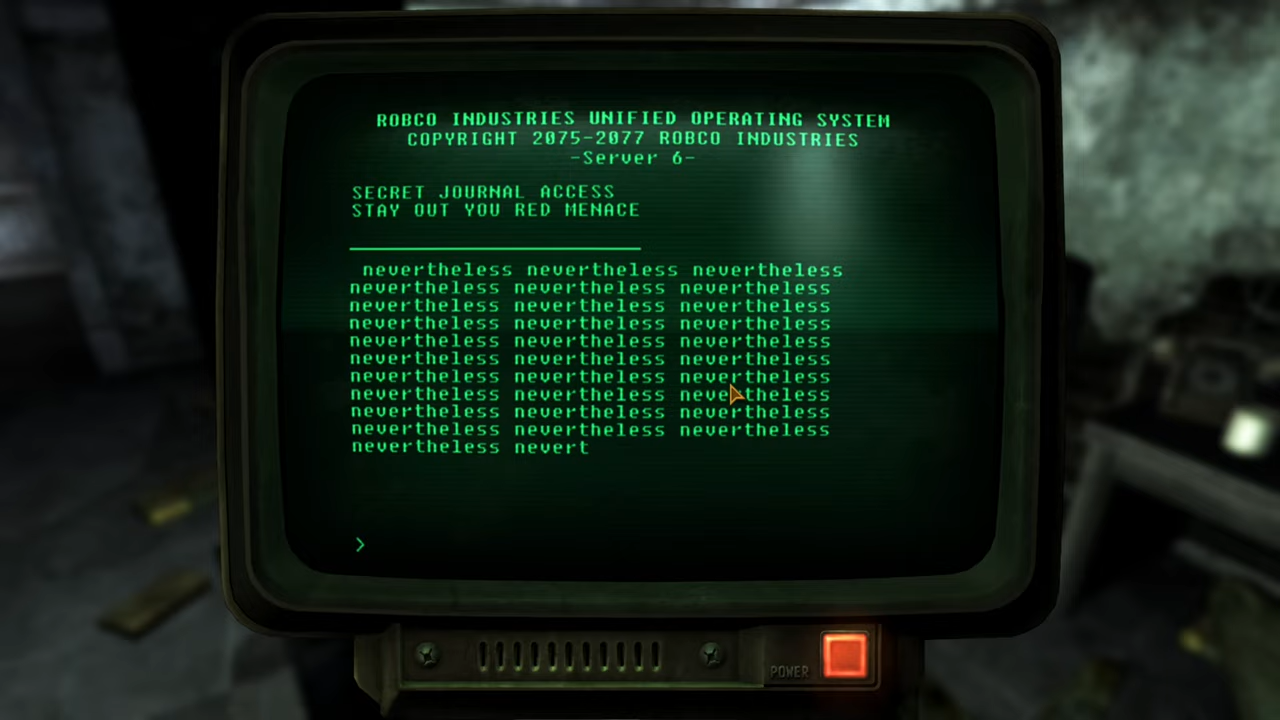 ROBCO INDUSTRIES UNIFIED OPERATING SYSTEM
COPYRIGHT 2075-2077 ROBCO INDUSTRIES
-Server 6-
SECRET JOURNAL ACCESS
STAY OUT YOU RED MENACE
nevertheless nevertheless nevertheless
nevertheless nevertheless nevertheless
nevertheless nevertheless nevertheless
nevertheless nevertheless nevertheless
nevertheless nevertheless nevertheless
nevertheless nevertheless nevertheless
nevertheless nevertheless nevertheless
nevertheless nevertheless nevertheless
nevertheless nevertheless nevertheless
nevertheless nevertheless nevertheless
nevertheless nevert
>
POWER